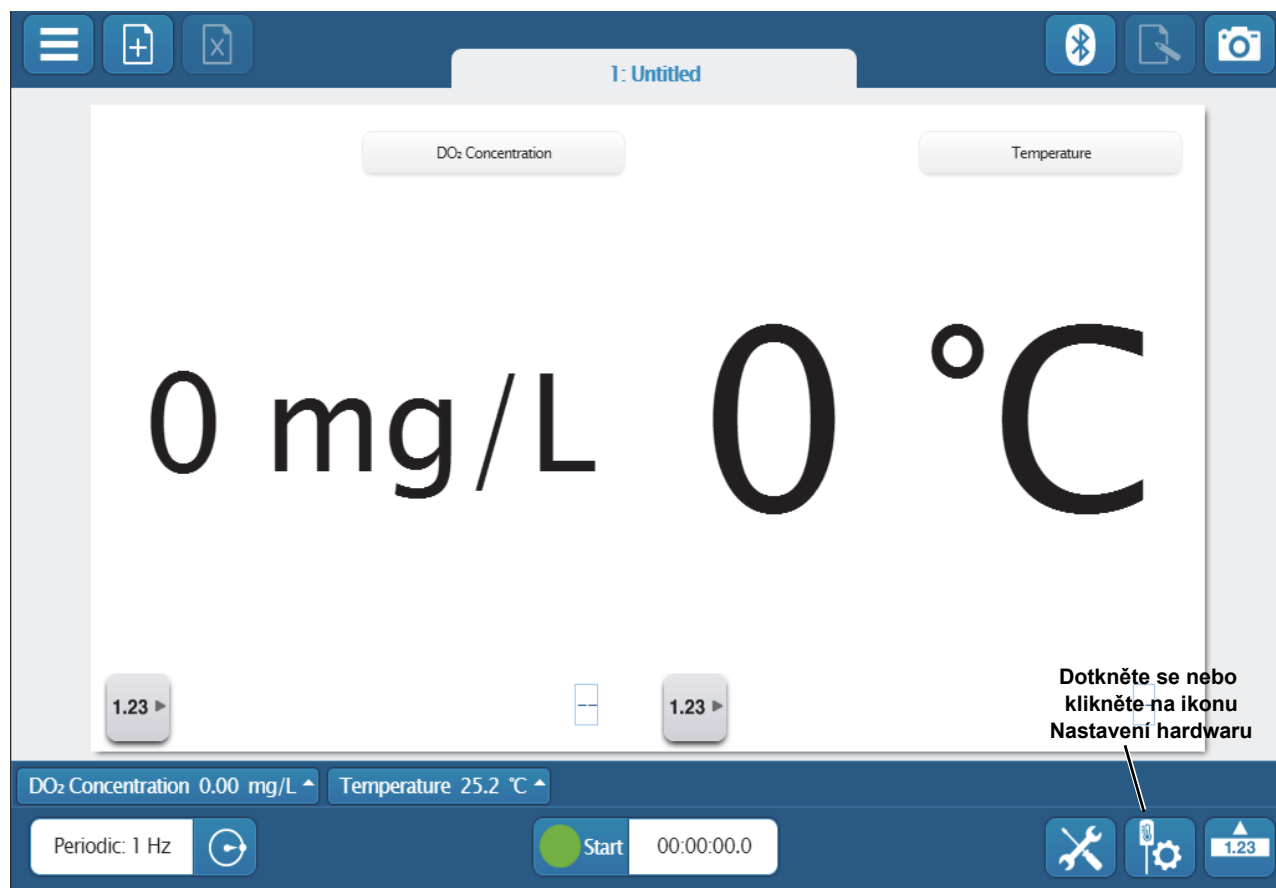 1: Untitled
DO₂ Concentration
Temperature
0 mg/L
0 °C
1.23
--
1.23
Dotkněte se nebo
klikněte na ikonu
Nastavení hardwaru
DO₂ Concentration 0.00 mg/L
Temperature 25.2 °C
Periodic: 1 Hz
Start
00:00:00.0
1.23